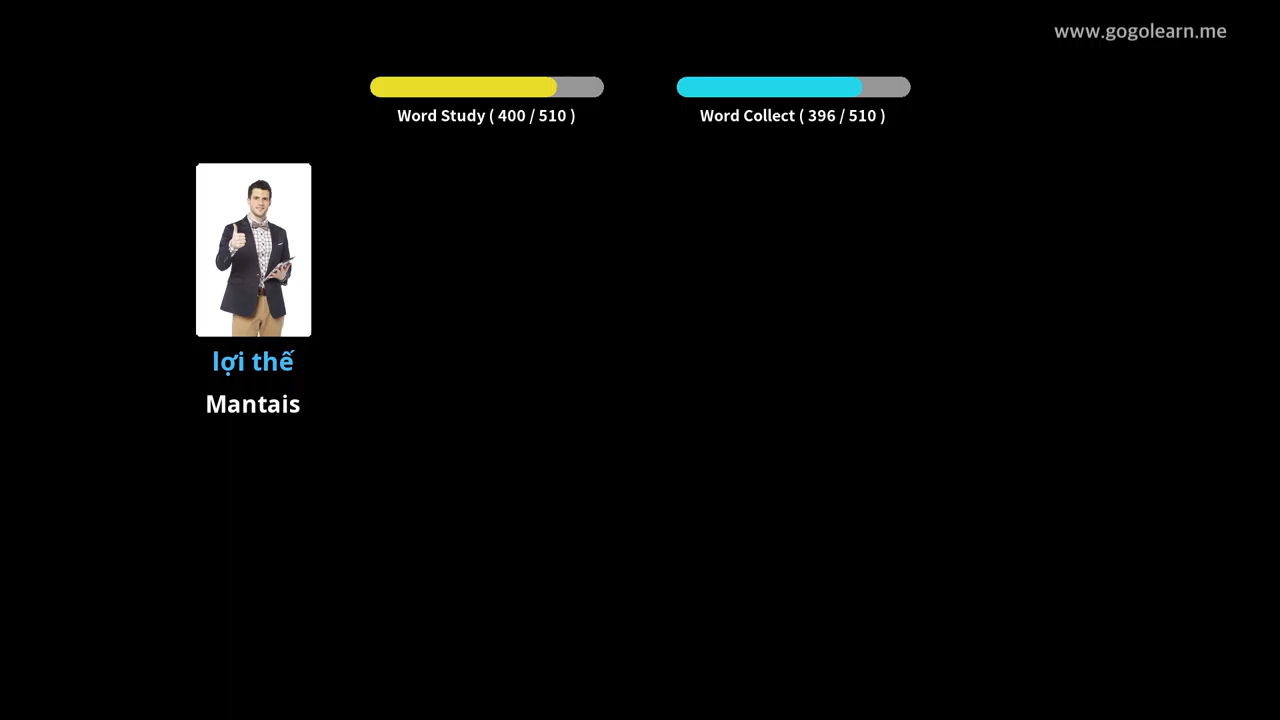 www.gogolearn.me
Word Study ( 400 / 510 )
Word Collect ( 396 / 510 )
lợi thế
Mantais